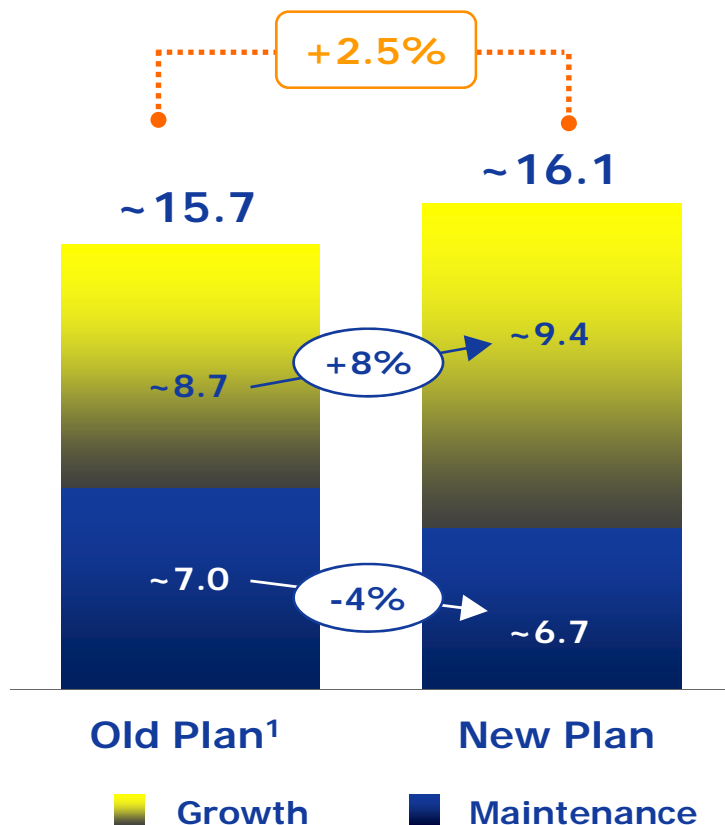 +2.5%
~15.7
~16.1
~8.7
+8%
~9.4
~7.0
-4%
~6.7
Old Plan¹
New Plan
Growth
Maintenance